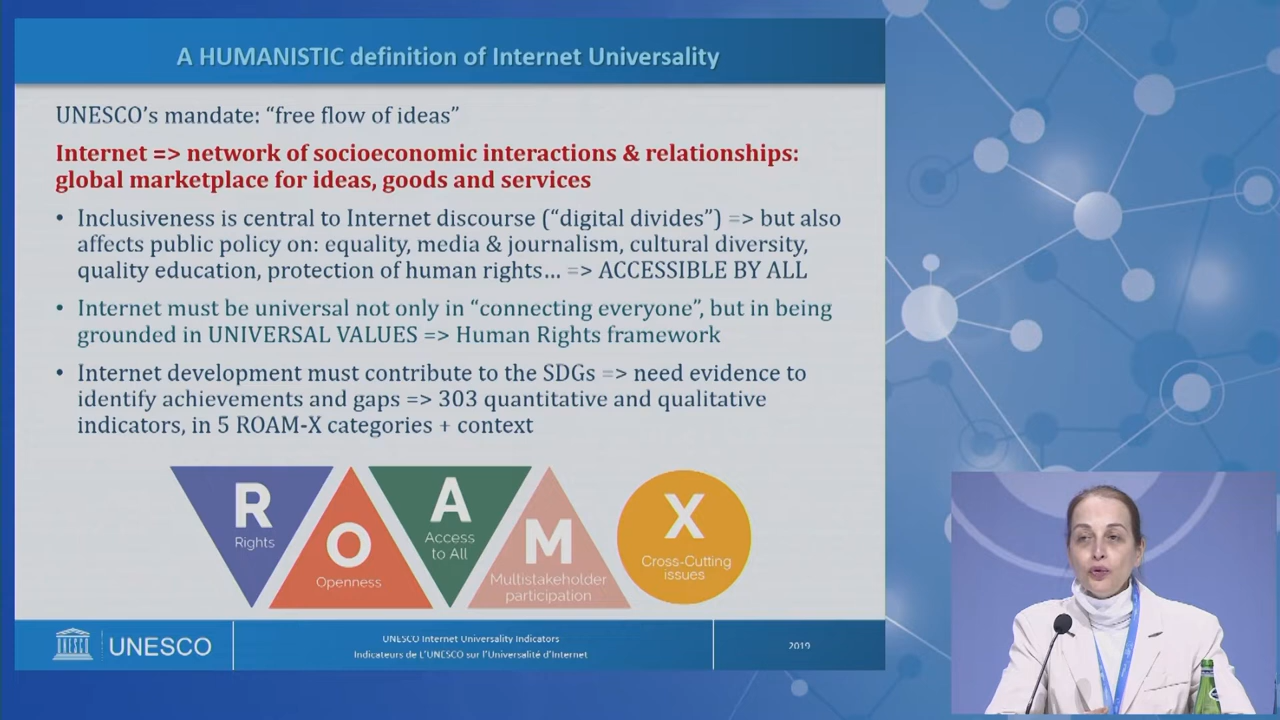 A HUMANISTIC definition of Internet Universality
UNESCO’s mandate: “free flow of ideas”
Internet => network of socioeconomic interactions & relationships:
global marketplace for ideas, goods and services
• Inclusiveness is central to Internet discourse (“digital divides”) => but also
affects public policy on: equality, media & journalism, cultural diversity,
quality education, protection of human rights… => ACCESSIBLE BY ALL
• Internet must be universal not only in “connecting everyone”, but in being
grounded in UNIVERSAL VALUES => Human Rights framework
• Internet development must contribute to the SDGs => need evidence to
identify achievements and gaps => 303 quantitative and qualitative
indicators, in 5 ROAM-X categories + context
R
Rights
O
Openness
A
Access
to All
M
Multistakeholder
participation
X
Cross-Cutting
issues
UNESCO
UNESCO
UNESCO Internet Universality Indicators
Indicateurs de L'UNESCO sur l'Universalité d'Internet
2019